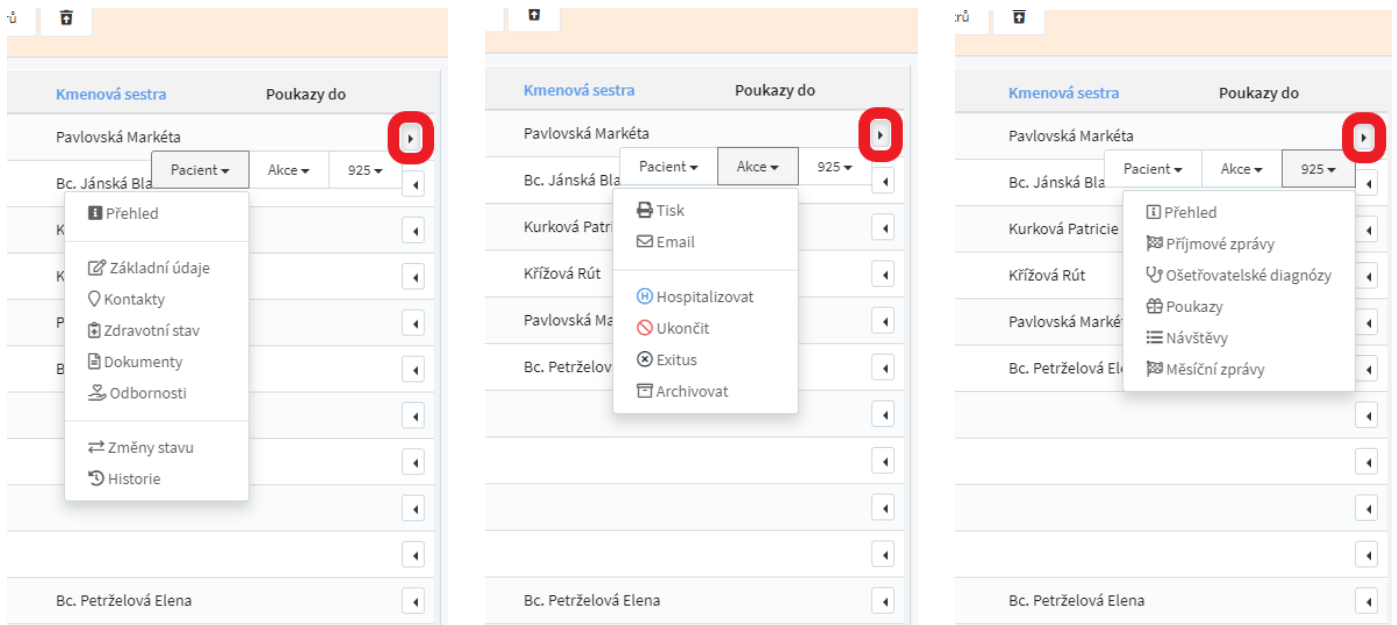 Kmenová sestra Poukazy do
Pavlovská Markéta
Pacient Akce 925
Bc. Jánská Bla
Přehled
Základní údaje
Kontakty
Zdravotní stav
Dokumenty
Odbornosti
Změny stavu
Historie
Bc. Petrželová Elena
Kmenová sestra Poukazy do
Pavlovská Markéta
Pacient Akce 925
Bc. Jánská Bla
Tisk
Kurková Patri
Email
Křížová Rút
Hospitalizovat
Pavlovská Ma
Ukončit
Exitus
Bc. Petrželov
Archivovat
Bc. Petrželová Elena
Kmenová sestra Poukazy do
Pavlovská Markéta
Pacient Akce 925
Bc. Jánská Bla
Přehled
Kurková Patricie
Příjmové zprávy
Křížová Rút
Ošetřovatelské diagnózy
Poukazy
Pavlovská Marké
Návštěvy
Bc. Petrželová El
Měsíční zprávy
Bc. Petrželová Elena